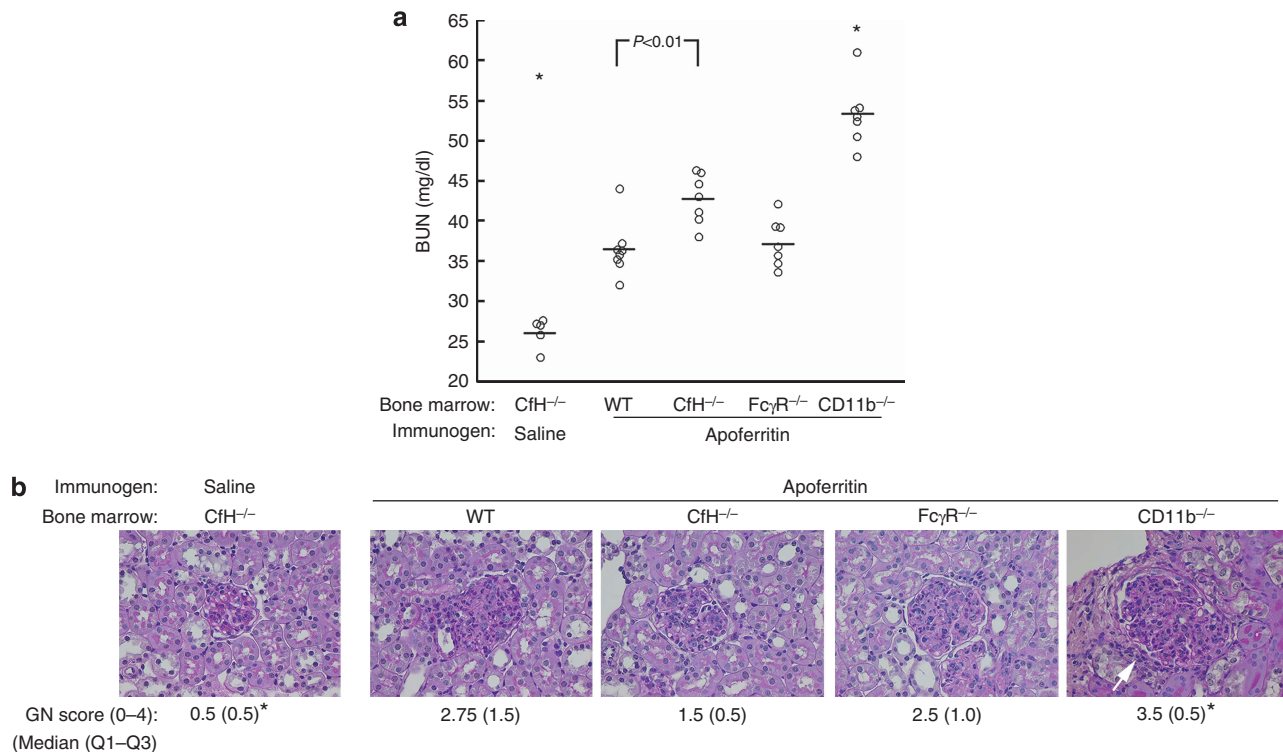 a
65
60
55
50
45
40
35
30
25
20
BUN (mg/dl)
*
P<0.01
*
Bone marrow: CfH–/– WT CfH–/– FcγR–/– CD11b–/–
Immunogen: Saline Apoferritin
b Immunogen: Saline Apoferritin
Bone marrow: CfH–/– WT CfH–/– FcγR–/– CD11b–/–
GN score (0–4): 0.5 (0.5)* 2.75 (1.5) 1.5 (0.5) 2.5 (1.0) 3.5 (0.5)*
(Median (Q1–Q3)